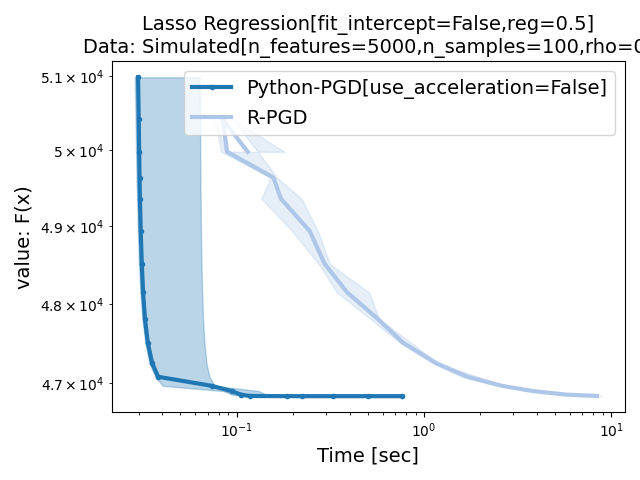 Lasso Regression[fit_intercept=False,reg=0.5]
Data: Simulated[n_features=5000,n_samples=100,rho=0
5.1 × 10⁴
5 × 10⁴
4.9 × 10⁴
4.8 × 10⁴
4.7 × 10⁴
value: F(x)
Python-PGD[use_acceleration=False]
R-PGD
10⁻¹
10⁰
10¹
Time [sec]